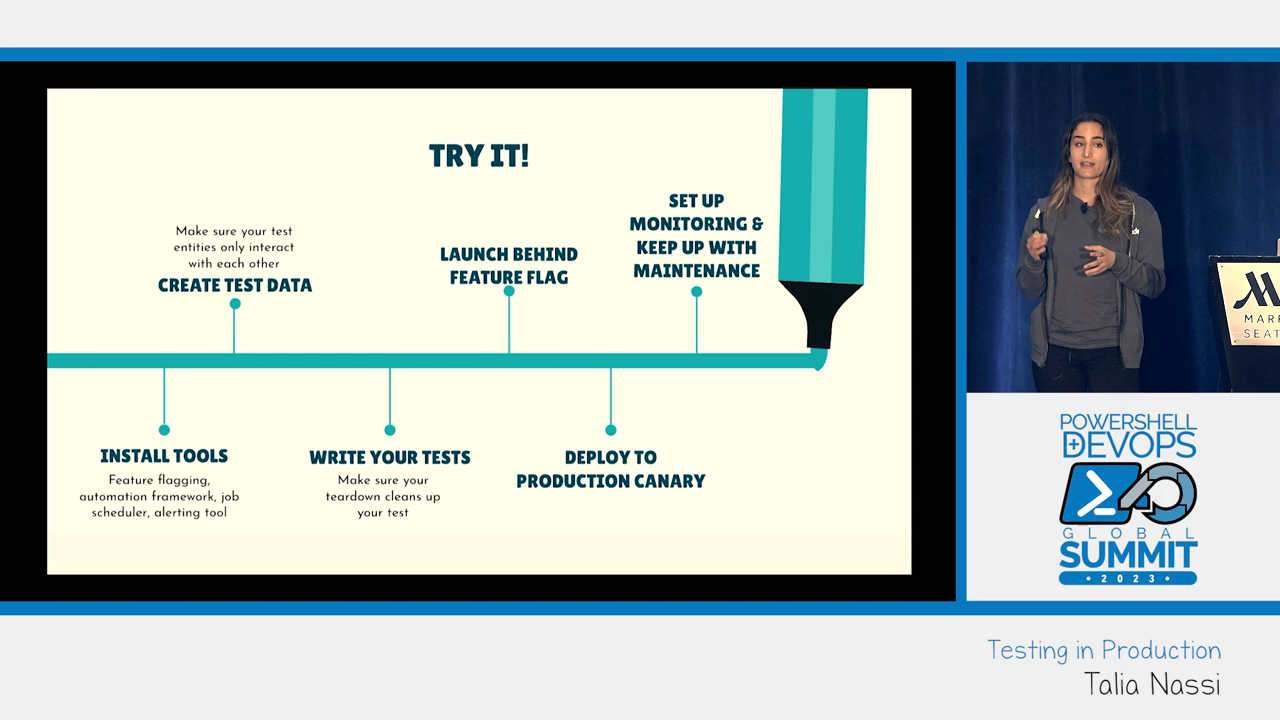 TRY IT!
Make sure your test
entities only interact
with each other
CREATE TEST DATA
LAUNCH BEHIND
FEATURE FLAG
SET UP
MONITORING &
KEEP UP WITH
MAINTENANCE
INSTALL TOOLS
Feature flagging,
automation framework, job
scheduler, alerting tool
WRITE YOUR TESTS
Make sure your
teardown cleans up
your test
DEPLOY TO
PRODUCTION CANARY
POWERSHELL
DEVOPS
GLOBAL
SUMMIT
• 2023 •
Testing in Production
Talia Nassi